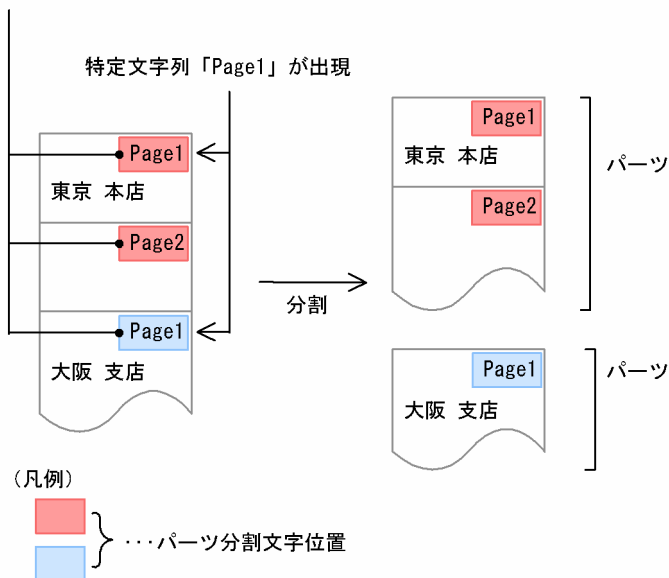 特定文字列「Page1」が出現
Page1
東京 本店
Page2
Page1
大阪 支店
分割
Page1
東京 本店
Page2
パーツ
Page1
大阪 支店
パーツ
(凡例)
···パーツ分割文字位置